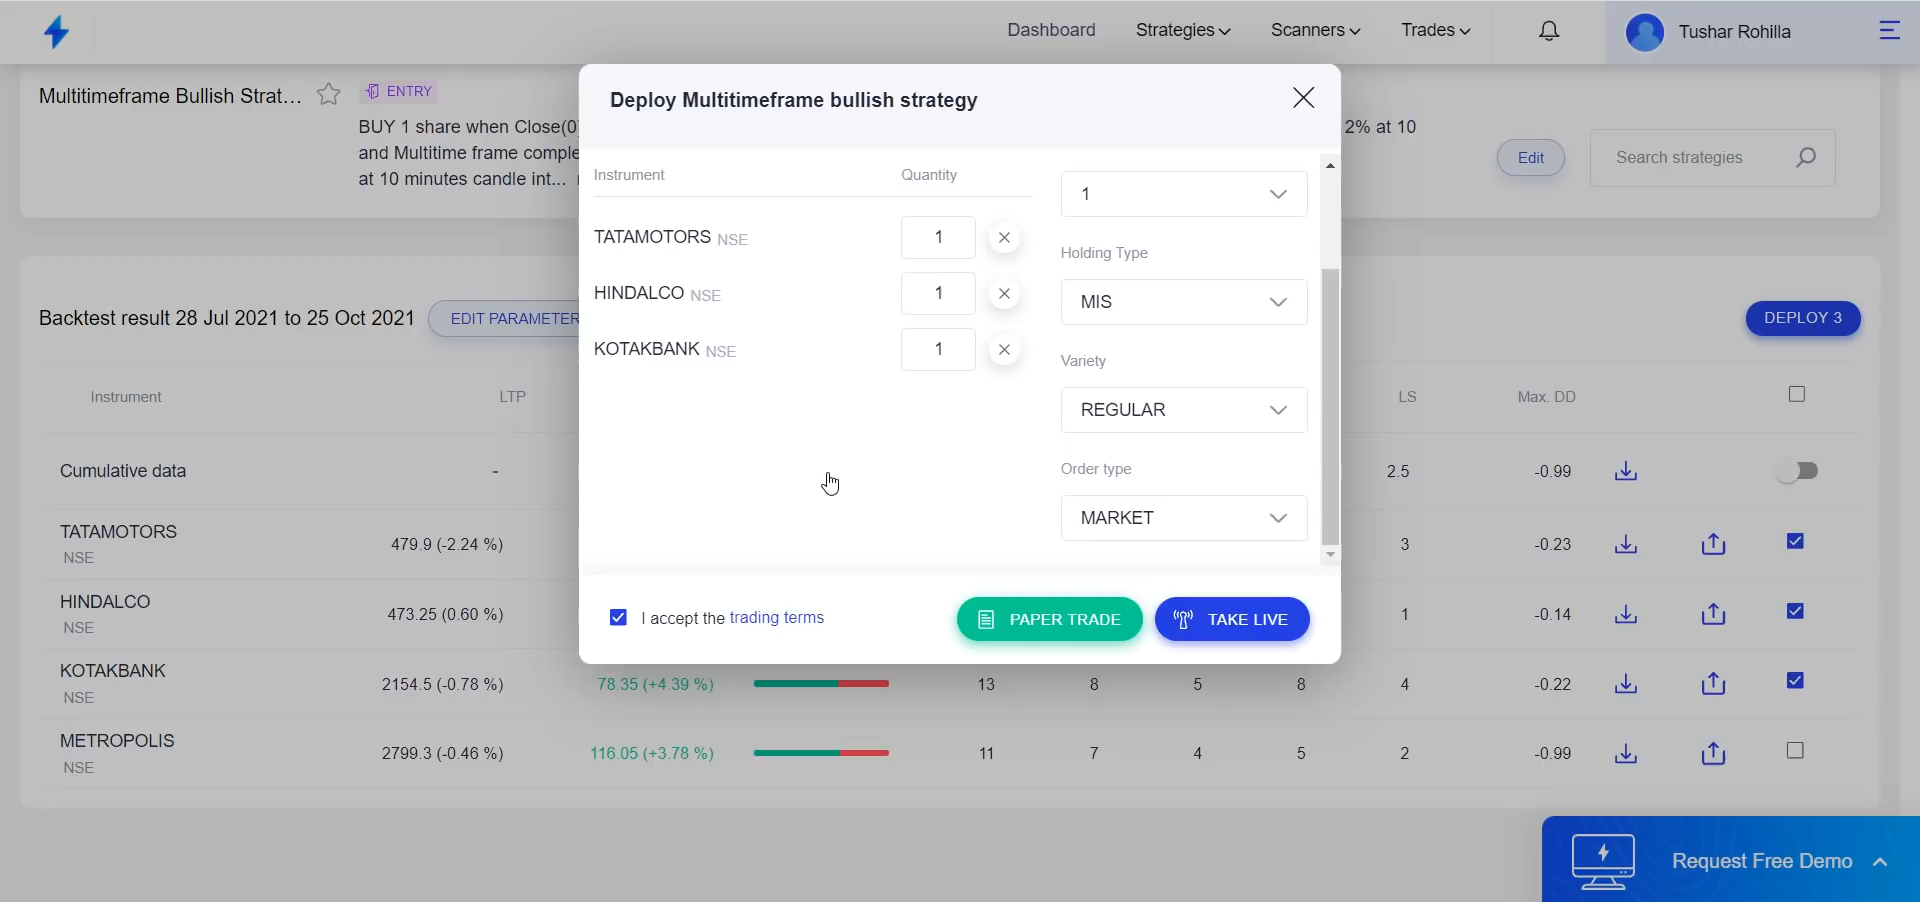 Dashboard Strategies Scanners Trades Tushar Rohilla
Multitimeframe Bullish Strat... ENTRY
BUY 1 share when Close(0) 2% at 10
and Multitime frame comple
at 10 minutes candle int...
Edit Search strategies
Backtest result 28 Jul 2021 to 25 Oct 2021 EDIT PARAMETER DEPLOY 3
Instrument LTP LS Max. DD
Cumulative data - 2.5 -0.99
TATAMOTORS
NSE
479.9 (-2.24 %) 3 -0.23
HINDALCO
NSE
473.25 (0.60 %) 1 -0.14
KOTAKBANK
NSE
2154.5 (-0.78 %) 78.35 (+4.39 %) 13 8 5 8 4 -0.22
METROPOLIS
NSE
2799.3 (-0.46 %) 116.05 (+3.78 %) 11 7 4 5 2 -0.99
Deploy Multitimeframe bullish strategy
Instrument Quantity
TATAMOTORS NSE 1
HINDALCO NSE 1
KOTAKBANK NSE 1
1
Holding Type
MIS
Variety
REGULAR
Order type
MARKET
I accept the trading terms
PAPER TRADE
TAKE LIVE
Request Free Demo